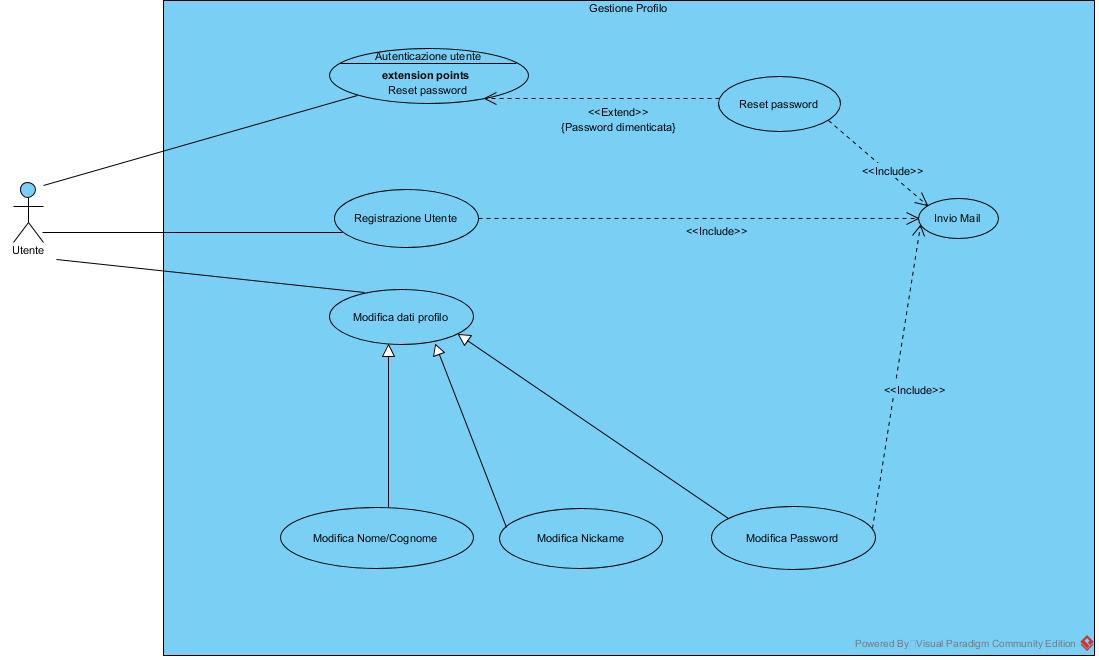 Gestione Profilo
Autenticazione utente
extension points
Reset password
Reset password
<<Extend>>
{Password dimenticata}
<<Include>>
Registrazione Utente
Invio Mail
<<Include>>
Utente
Modifica dati profilo
<<Include>>
Modifica Nome/Cognome
Modifica Nickame
Modifica Password
Powered By Visual Paradigm Community Edition